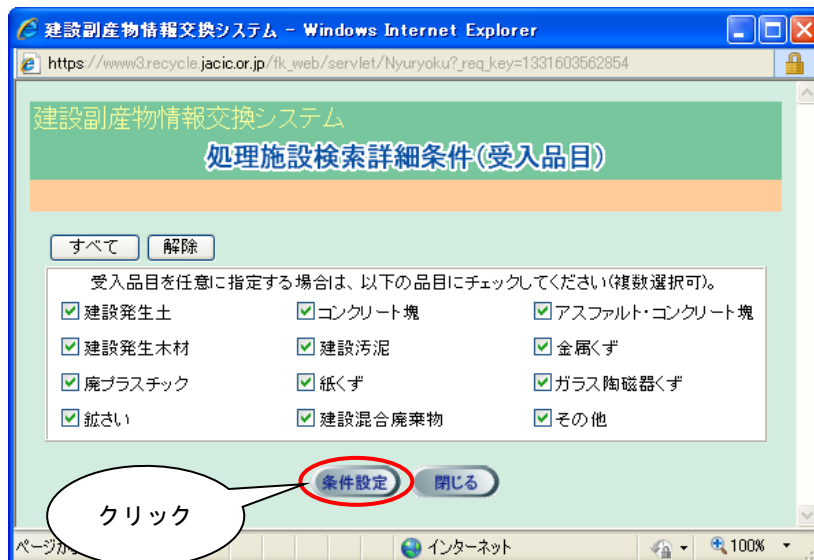 建設副産物情報交換システム - Windows Internet Explorer
https://www3.recycle.jacic.or.jp/fk_web/servlet/Nyuryoku?_req_key=1331603562854
建設副産物情報交換システム
処理施設検索詳細条件(受入品目)
すべて 解除
受入品目を任意に指定する場合は、以下の品目にチェックしてください(複数選択可)。
建設発生土 コンクリート塊 アスファルト・コンクリート塊
建設発生木材 建設汚泥 金属くず
廃プラスチック 紙くず ガラス陶磁器くず
鉱さい 建設混合廃棄物 その他
条件設定 閉じる
クリック
ページが インターネット 100%